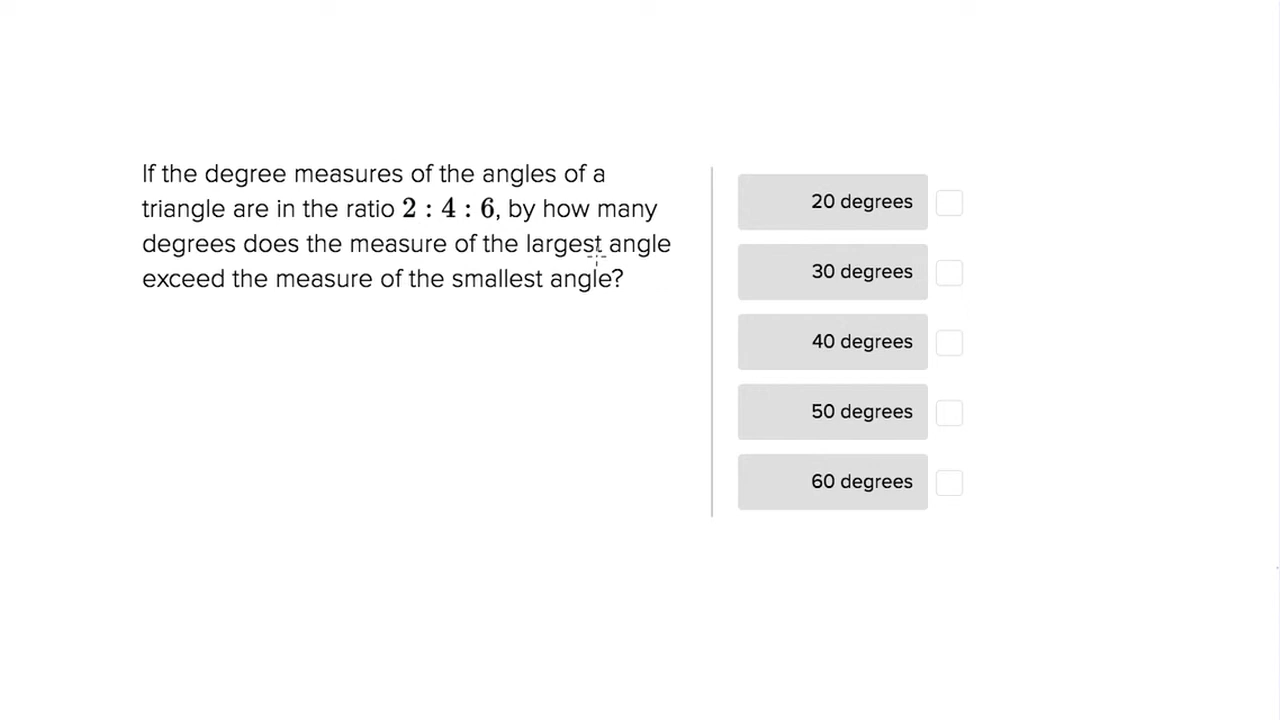 If the degree measures of the angles of a
triangle are in the ratio 2 : 4 : 6, by how many
degrees does the measure of the largest angle
exceed the measure of the smallest angle?
20 degrees
30 degrees
40 degrees
50 degrees
60 degrees